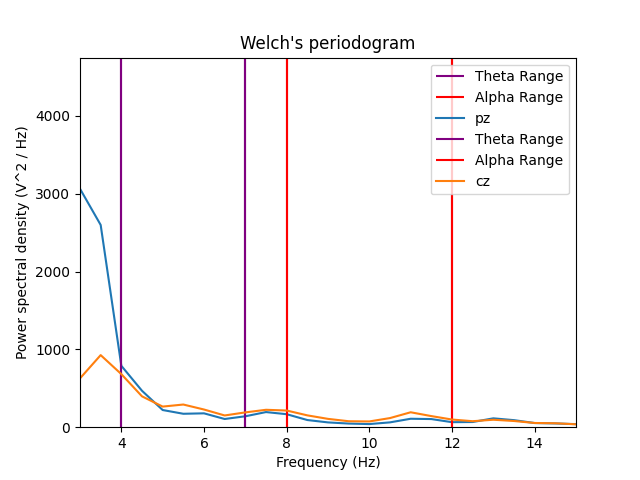 Welch's periodogram
Power spectral density (V^2 / Hz)
4000
3000
2000
1000
0
Theta Range
Alpha Range
pz
Theta Range
Alpha Range
cz
4
6
8
10
12
14
Frequency (Hz)